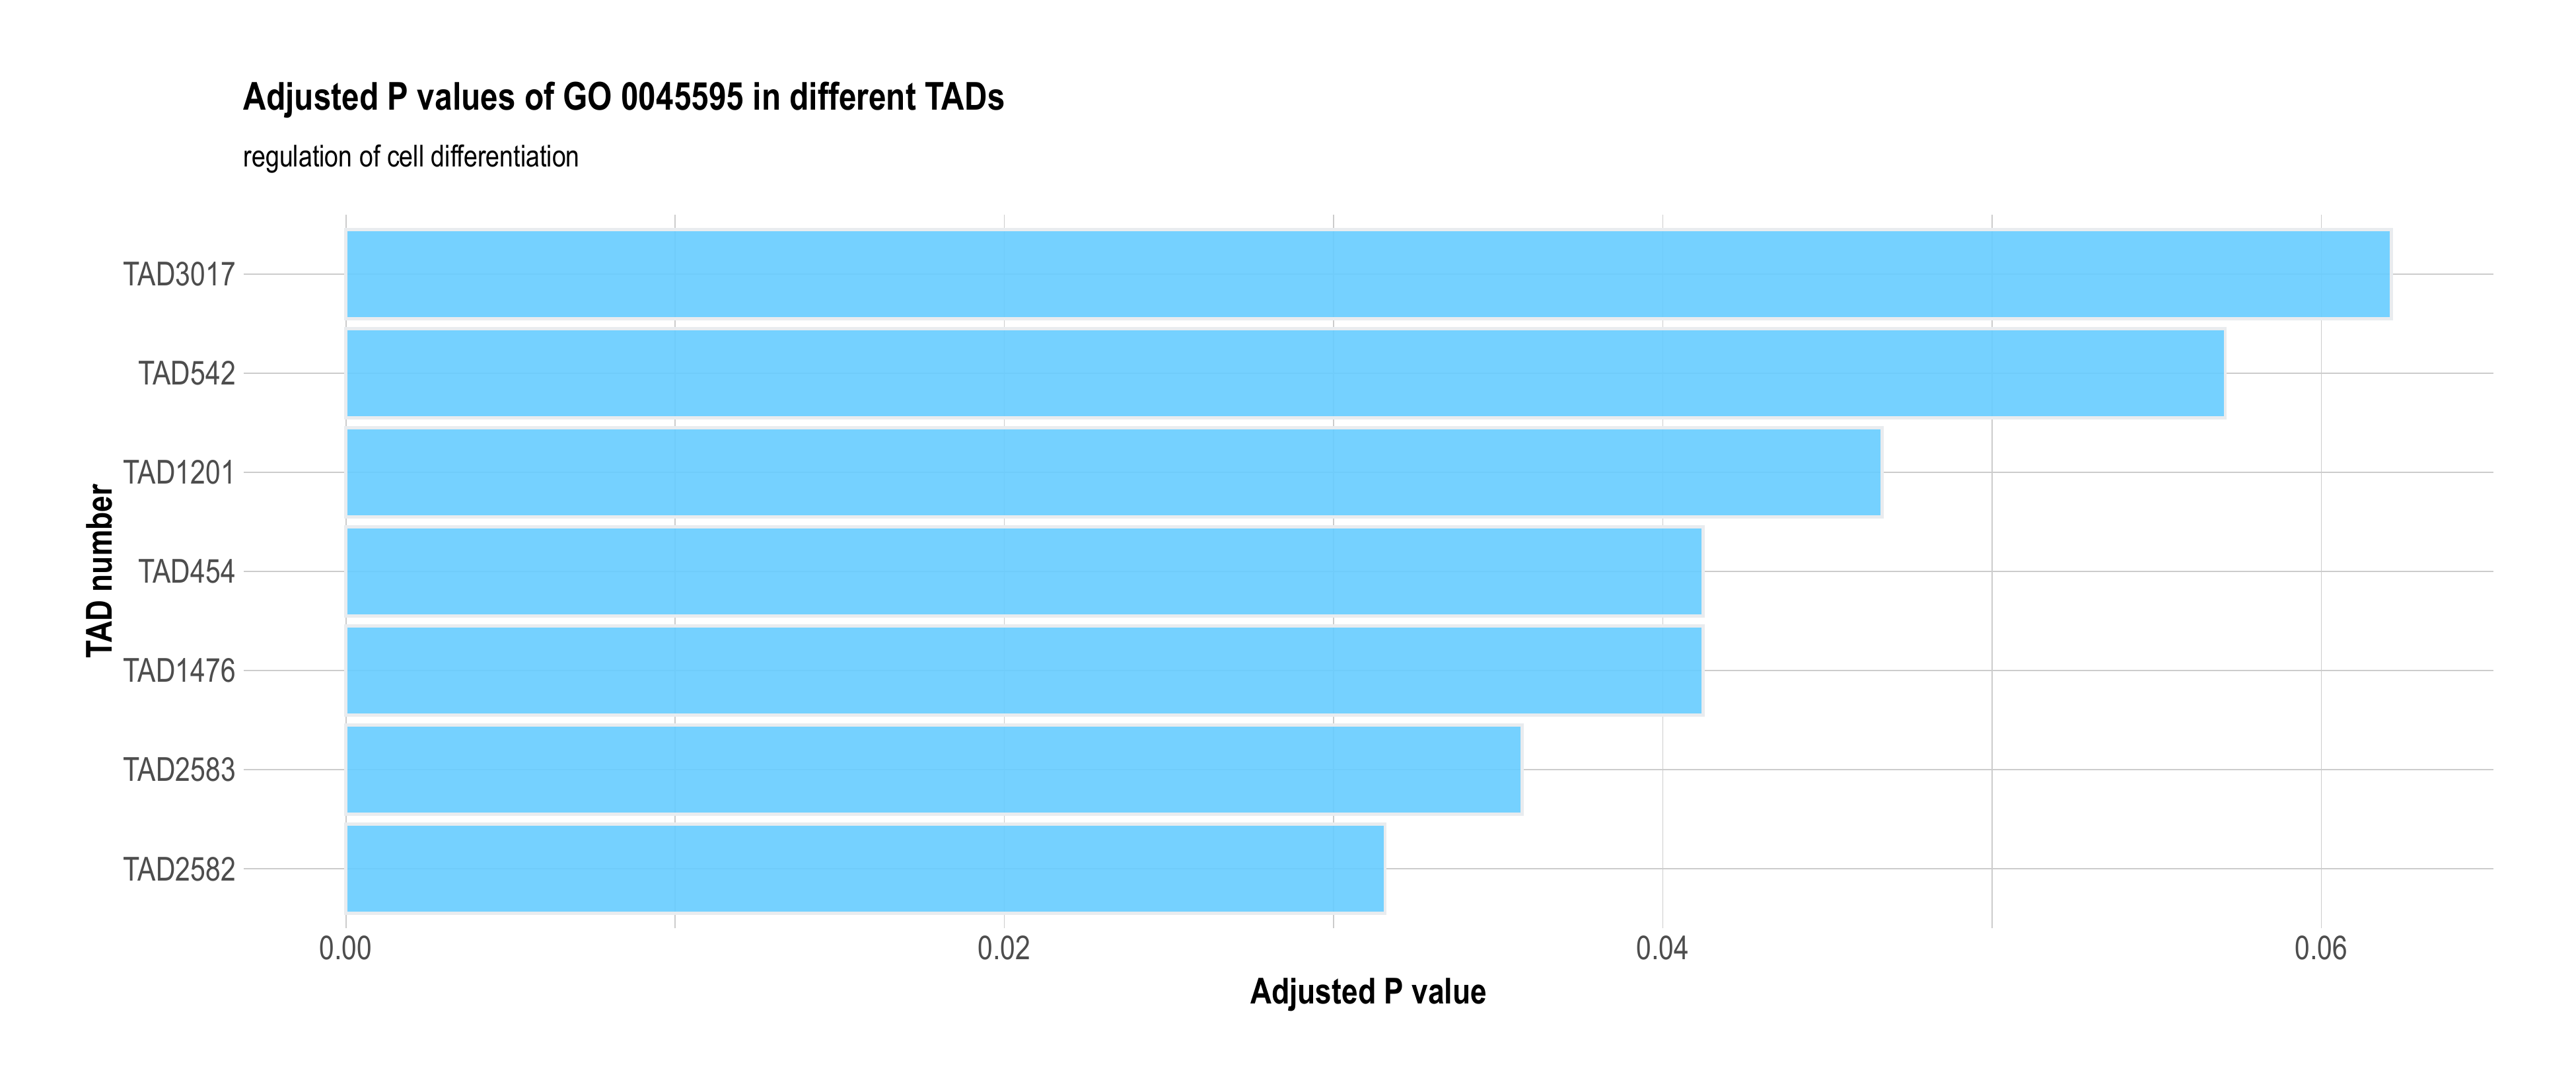 Adjusted P values of GO 0045595 in different TADs
regulation of cell differentiation
TAD number
TAD3017
TAD542
TAD1201
TAD454
TAD1476
TAD2583
TAD2582
0.00 0.02 0.04 0.06
Adjusted P value